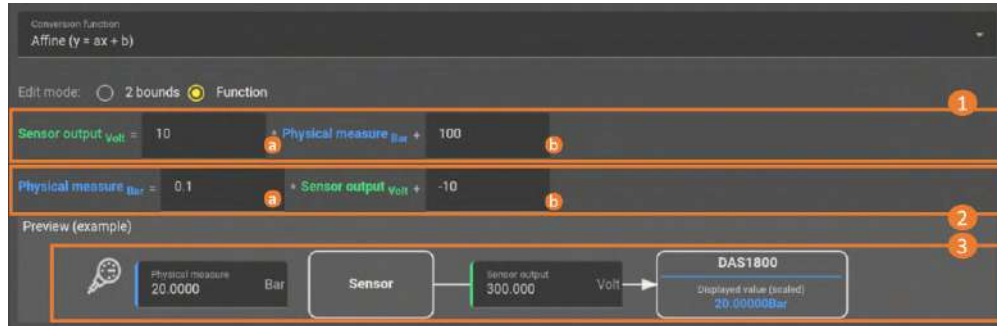 Conversion function
Affine (y = ax + b)
Edit mode: 2 bounds Function
1
Sensor output Volt = 10 a * Physical measure Bar + 100 b
Physical measure Bar = 0.1 a * Sensor output Volt + -10 b
2
Preview (example)
3
Physical measure
20.0000 Bar
Sensor
Sensor output
300.000 Volt
DAS1800
Displayed value (scaled)
20.00000Bar